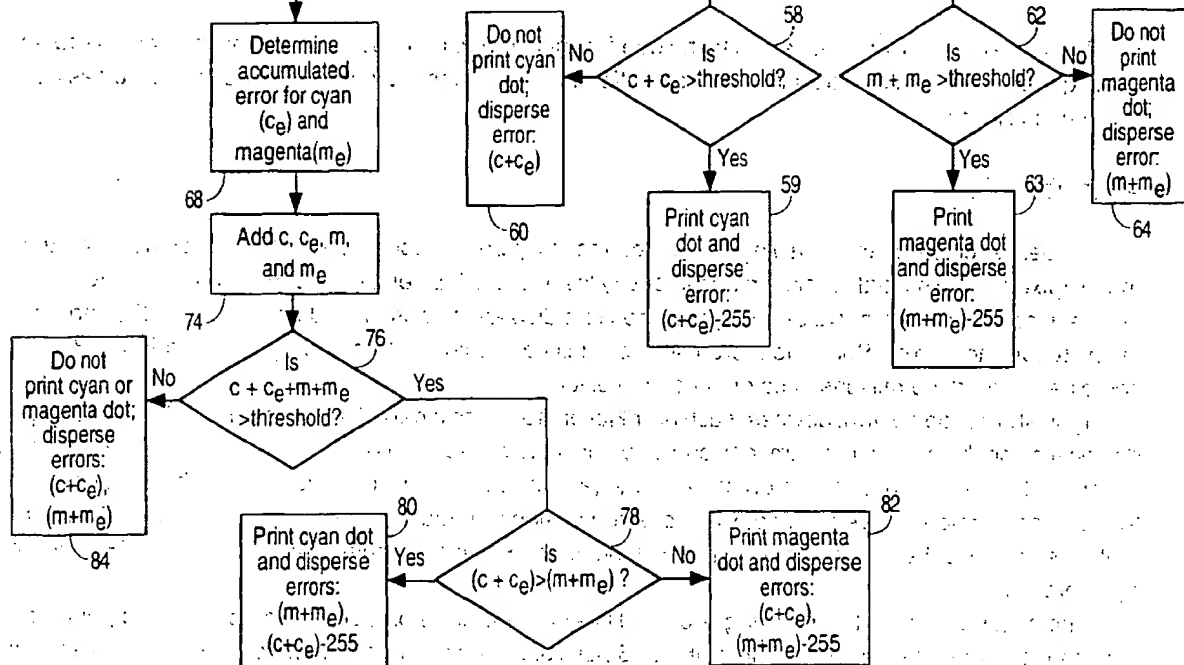 Determine
accumulated
error for cyan
(ce) and
magenta(me)
68
Add c, ce, m,
and me
74
Is
c + ce+m+me
>threshold?
76
No
Yes
Do not
print cyan or
magenta dot;
disperse
errors:
(c+ce),
(m+me)
84
Is
(c + ce)>(m+me) ?
78
Yes
No
Print cyan dot
and disperse
errors:
(m+me),
(c+ce)-255
80
Print magenta
dot and disperse
errors:
(c+ce),
(m+me)-255
82
Is
c + ce >threshold?
58
No
Yes
Do not
print cyan
dot;
disperse
error:
(c+ce)
60
Print cyan
dot and
disperse
error:
(c+ce)-255
59
Is
m + me >threshold?
62
No
Yes
Do not
print
magenta
dot;
disperse
error:
(m+me)
64
Print
magenta dot
and disperse
error:
(m+me)-255
63